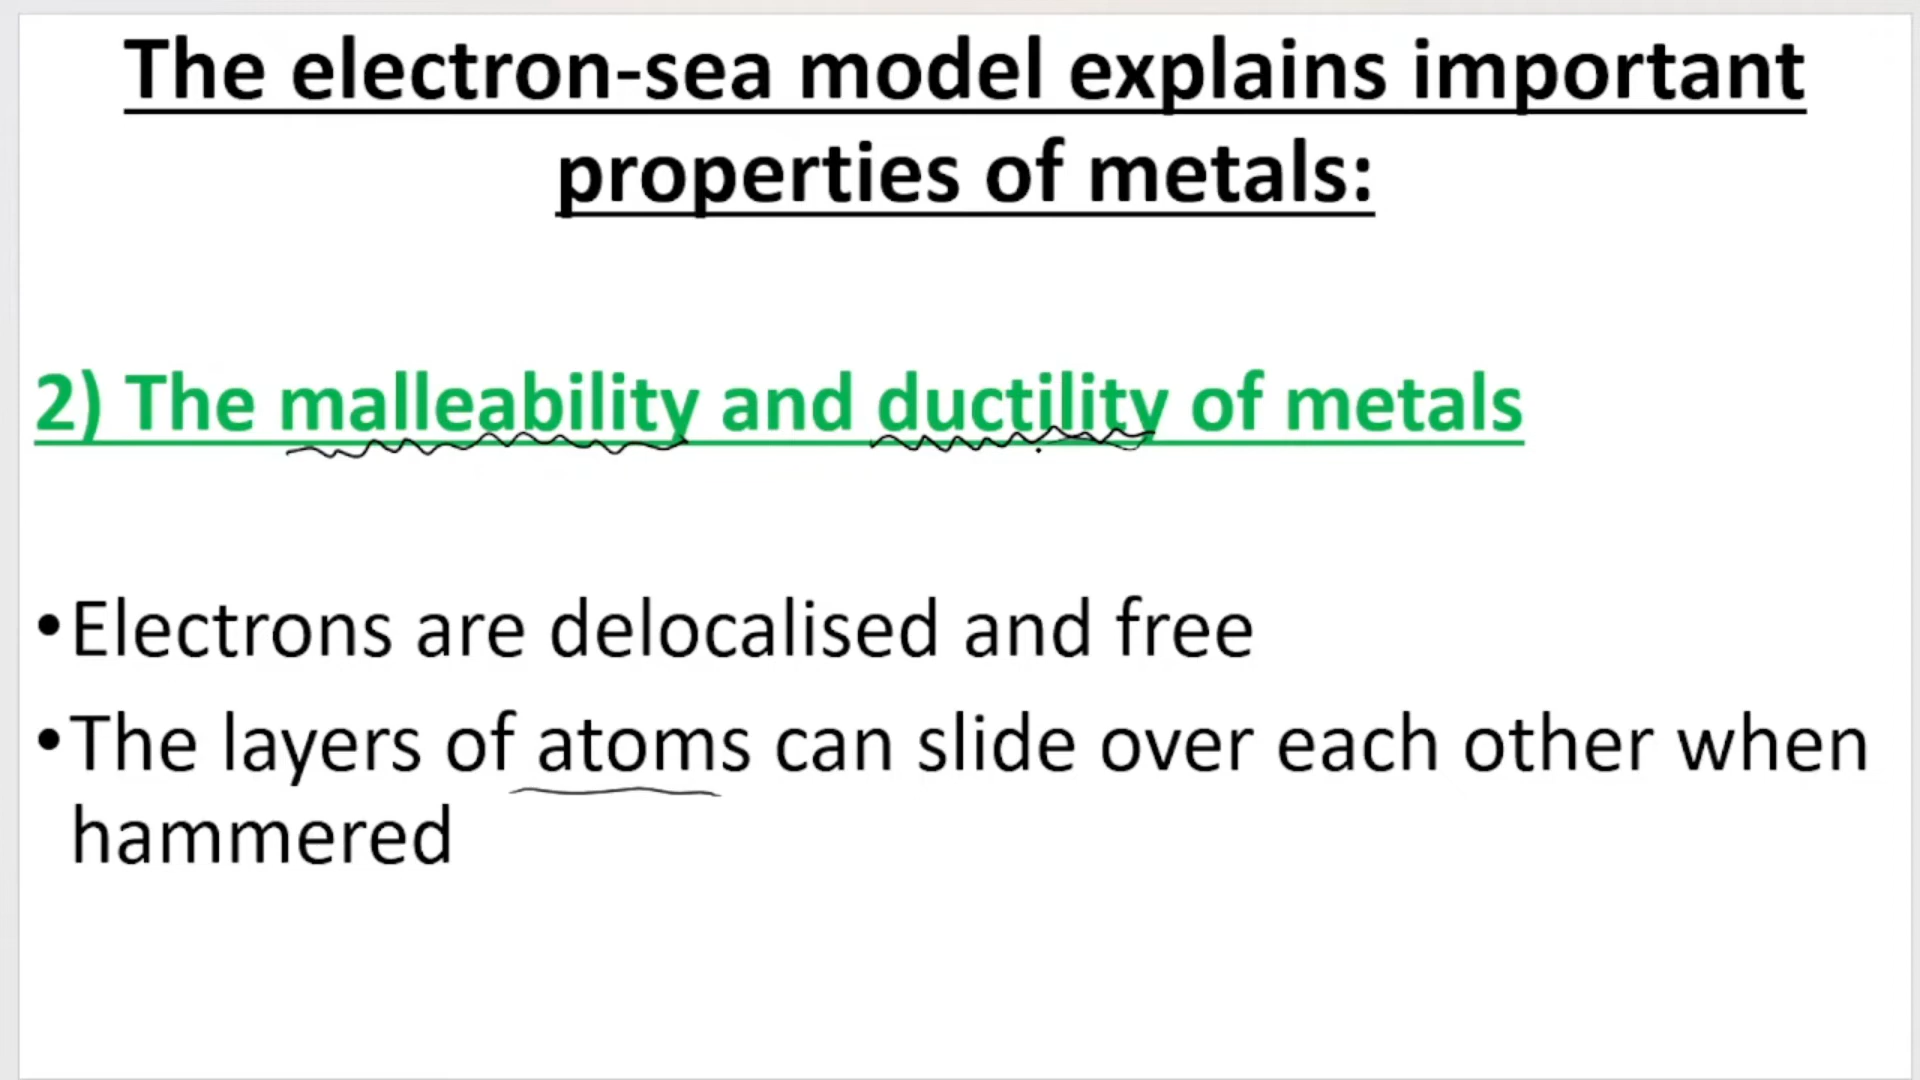 The electron-sea model explains important
properties of metals:
2) The malleability and ductility of metals
•Electrons are delocalised and free
•The layers of atoms can slide over each other when
hammered